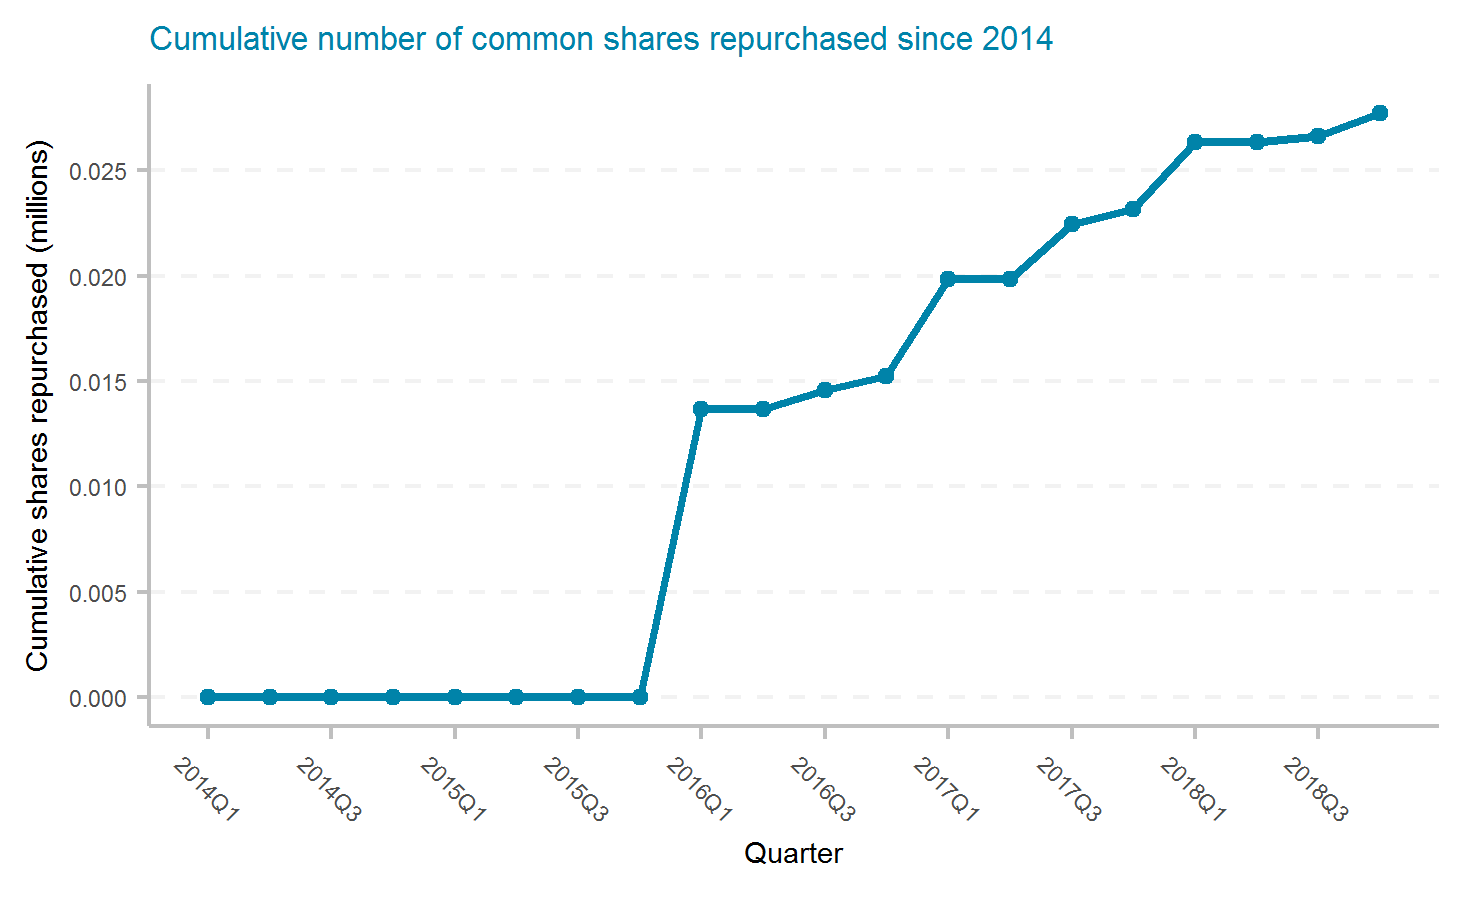 Cumulative number of common shares repurchased since 2014
Cumulative shares repurchased (millions)
0.025
0.020
0.015
0.010
0.005
0.000
2014Q1
2014Q3
2015Q1
2015Q3
2016Q1
2016Q3
2017Q1
2017Q3
2018Q1
2018Q3
Quarter